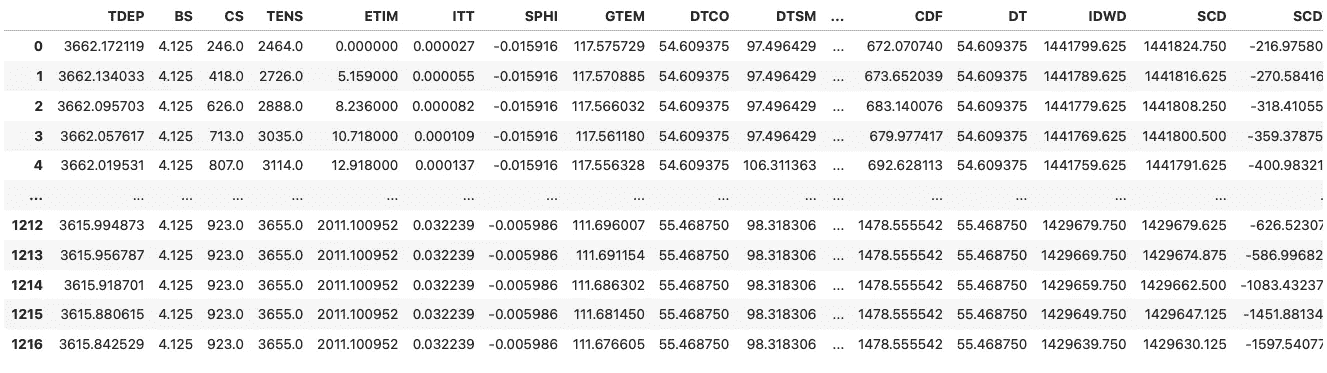 TDEP BS CS TENS ETIM ITT SPHI GTEM DTCO DTSM ... CDF DT IDWD SCD SCD
0 3662.172119 4.125 246.0 2464.0 0.000000 0.000027 -0.015916 117.575729 54.609375 97.496429 ... 672.070740 54.609375 1441799.625 1441824.750 -216.97580
1 3662.134033 4.125 418.0 2726.0 5.159000 0.000055 -0.015916 117.570885 54.609375 97.496429 ... 673.652039 54.609375 1441789.625 1441816.625 -270.58416
2 3662.095703 4.125 626.0 2888.0 8.236000 0.000082 -0.015916 117.566032 54.609375 97.496429 ... 683.140076 54.609375 1441779.625 1441808.250 -318.41055
3 3662.057617 4.125 713.0 3035.0 10.718000 0.000109 -0.015916 117.561180 54.609375 97.496429 ... 679.977417 54.609375 1441769.625 1441800.500 -359.37875
4 3662.019531 4.125 807.0 3114.0 12.918000 0.000137 -0.015916 117.556328 54.609375 106.311363 ... 692.628113 54.609375 1441759.625 1441791.625 -400.98321
... ... ... ... ... ... ... ... ... ... ... ... ... ... ... ...
1212 3615.994873 4.125 923.0 3655.0 2011.100952 0.032239 -0.005986 111.696007 55.468750 98.318306 ... 1478.555542 55.468750 1429679.750 1429679.625 -626.52307
1213 3615.956787 4.125 923.0 3655.0 2011.100952 0.032239 -0.005986 111.691154 55.468750 98.318306 ... 1478.555542 55.468750 1429669.750 1429674.875 -586.99682
1214 3615.918701 4.125 923.0 3655.0 2011.100952 0.032239 -0.005986 111.686302 55.468750 98.318306 ... 1478.555542 55.468750 1429659.750 1429662.500 -1083.43237
1215 3615.880615 4.125 923.0 3655.0 2011.100952 0.032239 -0.005986 111.681450 55.468750 98.318306 ... 1478.555542 55.468750 1429649.750 1429647.125 -1451.88134
1216 3615.842529 4.125 923.0 3655.0 2011.100952 0.032239 -0.005986 111.676605 55.468750 98.318306 ... 1478.555542 55.468750 1429639.750 1429630.125 -1597.54077